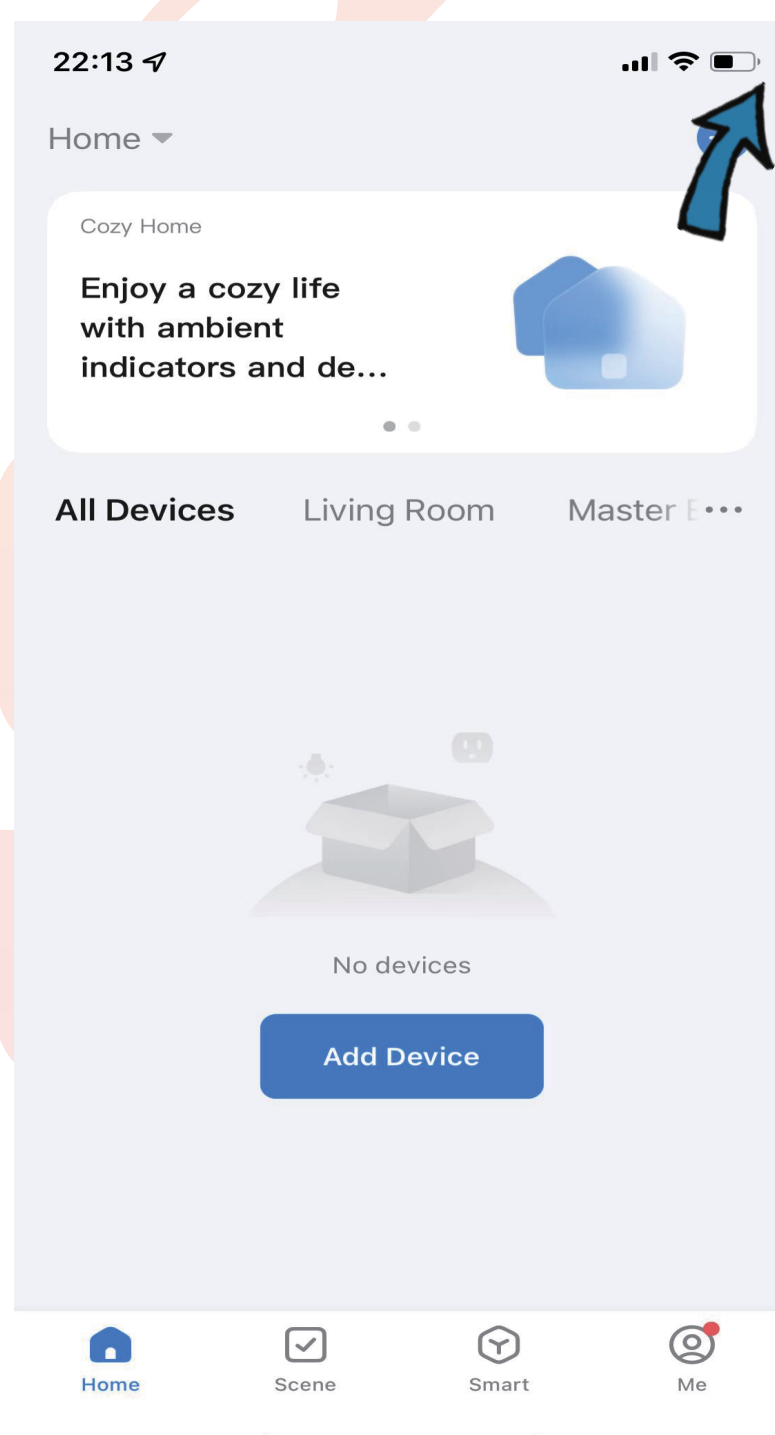 22:13
Home
Cozy Home
Enjoy a cozy life
with ambient
indicators and de...
All Devices Living Room Master
No devices
Add Device
Home Scene Smart Me